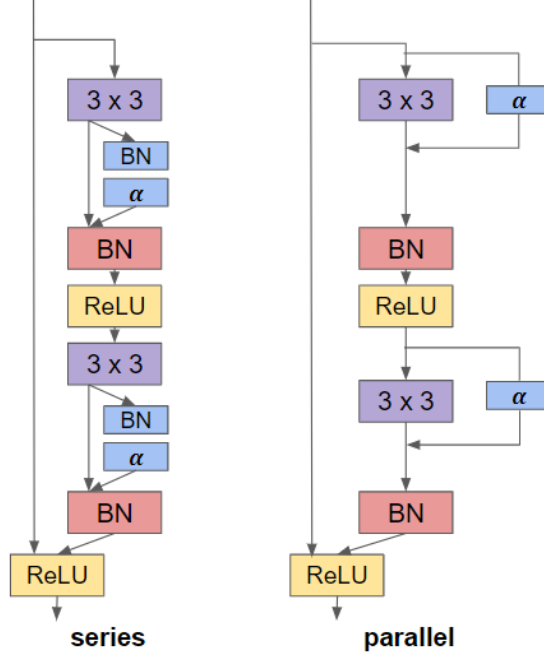 3 x 3
BN
α
BN
ReLU
3 x 3
BN
α
BN
ReLU
series
3 x 3
α
BN
ReLU
3 x 3
α
BN
ReLU
parallel